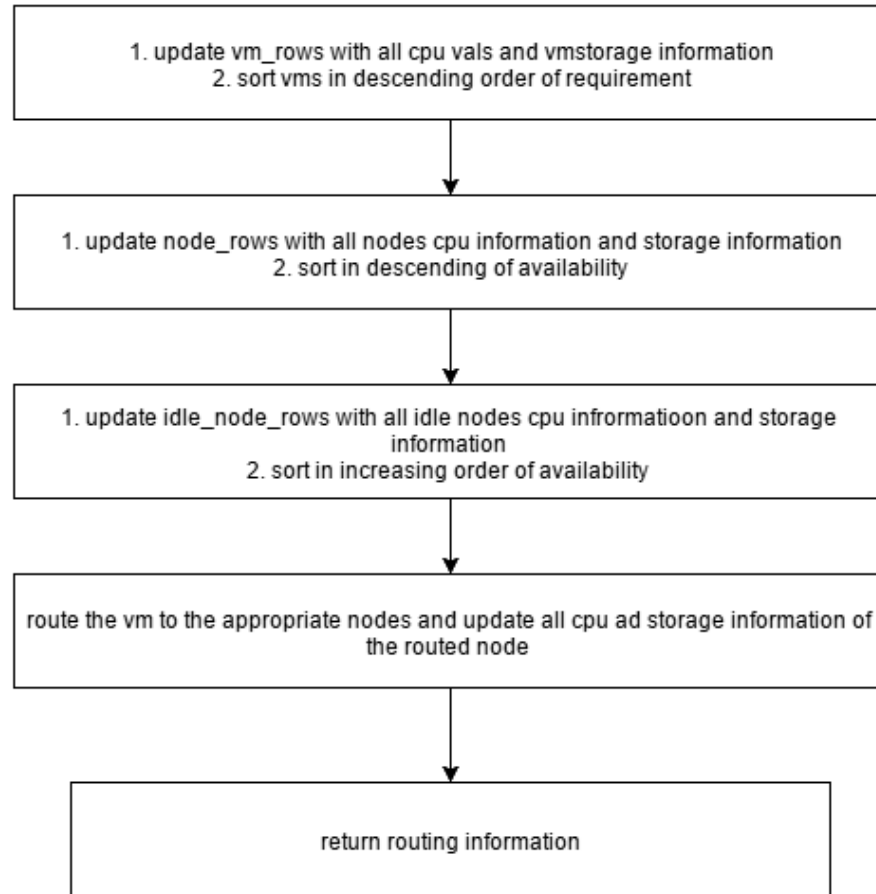 1. update vm_rows with all cpu vals and vmstorage information
2. sort vms in descending order of requirement
1. update node_rows with all nodes cpu information and storage information
2. sort in descending of availability
1. update idle_node_rows with all idle nodes cpu infrormatioon and storage
information
2. sort in increasing order of availability
route the vm to the appropriate nodes and update all cpu ad storage information of
the routed node
return routing information